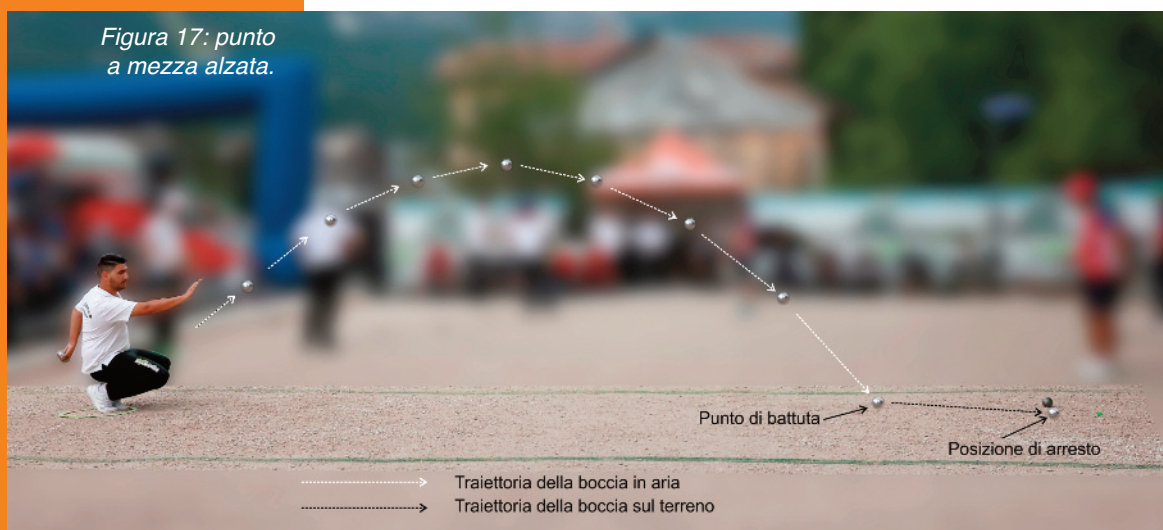 Figura 17: punto
a mezza alzata.
Punto di battuta
Posizione di arresto
Traiettoria della boccia in aria
Traiettoria della boccia sul terreno